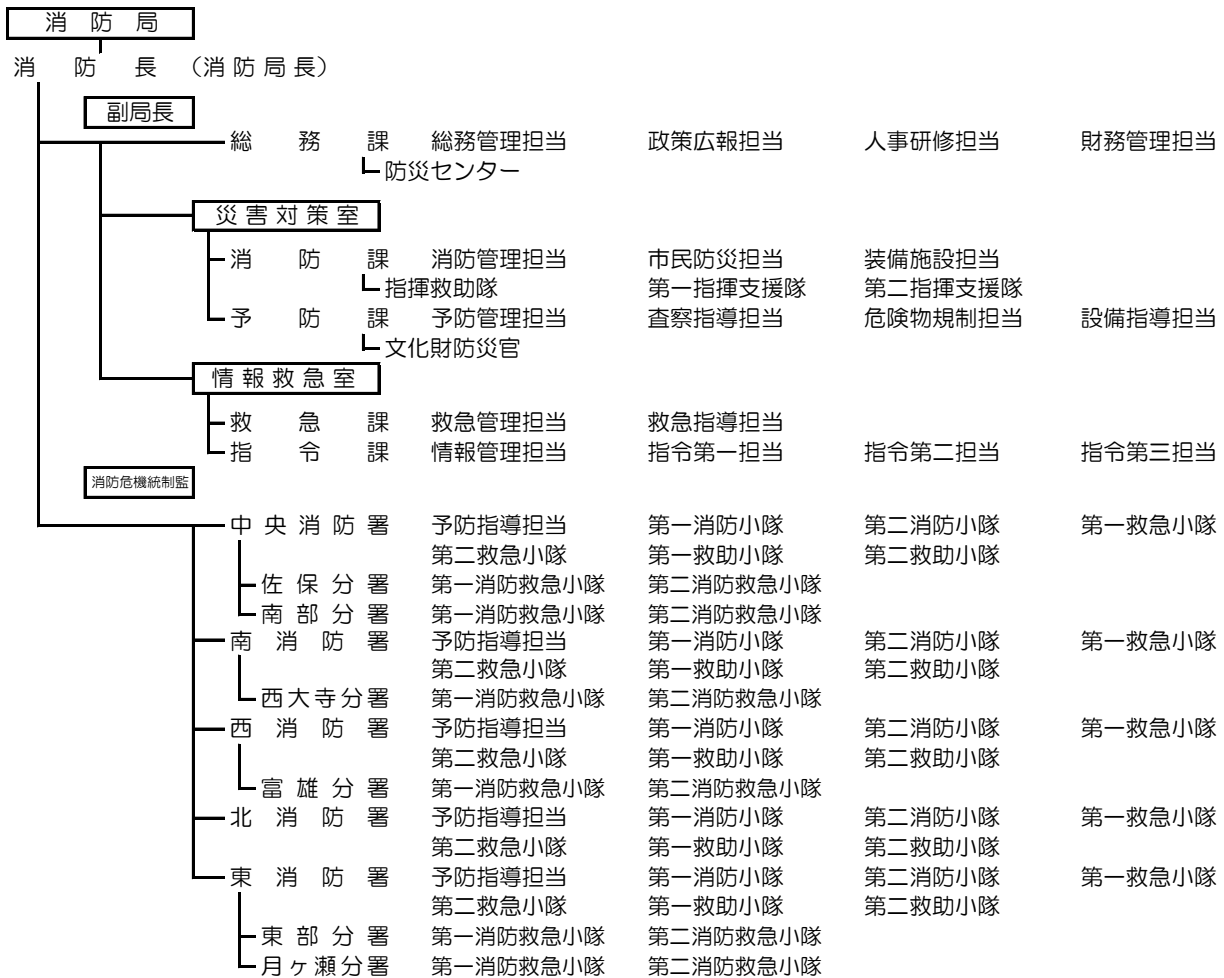 消防局
消防長（消防局長）
副局長
総務課 総務管理担当 政策広報担当 人事研修担当 財務管理担当
防災センター
災害対策室
消防課 消防管理担当 市民防災担当 装備施設担当
指揮救助隊 第一指揮支援隊 第二指揮支援隊
予防課 予防管理担当 査察指導担当 危険物規制担当 設備指導担当
文化財防災官
情報救急室
救急課 救急管理担当 救急指導担当
指令課 情報管理担当 指令第一担当 指令第二担当 指令第三担当
消防危機統制監
中央消防署 予防指導担当 第一消防小隊 第二消防小隊 第一救急小隊
第二救急小隊 第一救助小隊 第二救助小隊
佐保分署 第一消防救急小隊 第二消防救急小隊
南部分署 第一消防救急小隊 第二消防救急小隊
南消防署 予防指導担当 第一消防小隊 第二消防小隊 第一救急小隊
第二救急小隊 第一救助小隊 第二救助小隊
西大寺分署 第一消防救急小隊 第二消防救急小隊
西消防署 予防指導担当 第一消防小隊 第二消防小隊 第一救急小隊
第二救急小隊 第一救助小隊 第二救助小隊
富雄分署 第一消防救急小隊 第二消防救急小隊
北消防署 予防指導担当 第一消防小隊 第二消防小隊 第一救急小隊
第二救急小隊 第一救助小隊 第二救助小隊
東消防署 予防指導担当 第一消防小隊 第二消防小隊 第一救急小隊
第二救急小隊 第一救助小隊 第二救助小隊
東部分署 第一消防救急小隊 第二消防救急小隊
月ヶ瀬分署 第一消防救急小隊 第二消防救急小隊